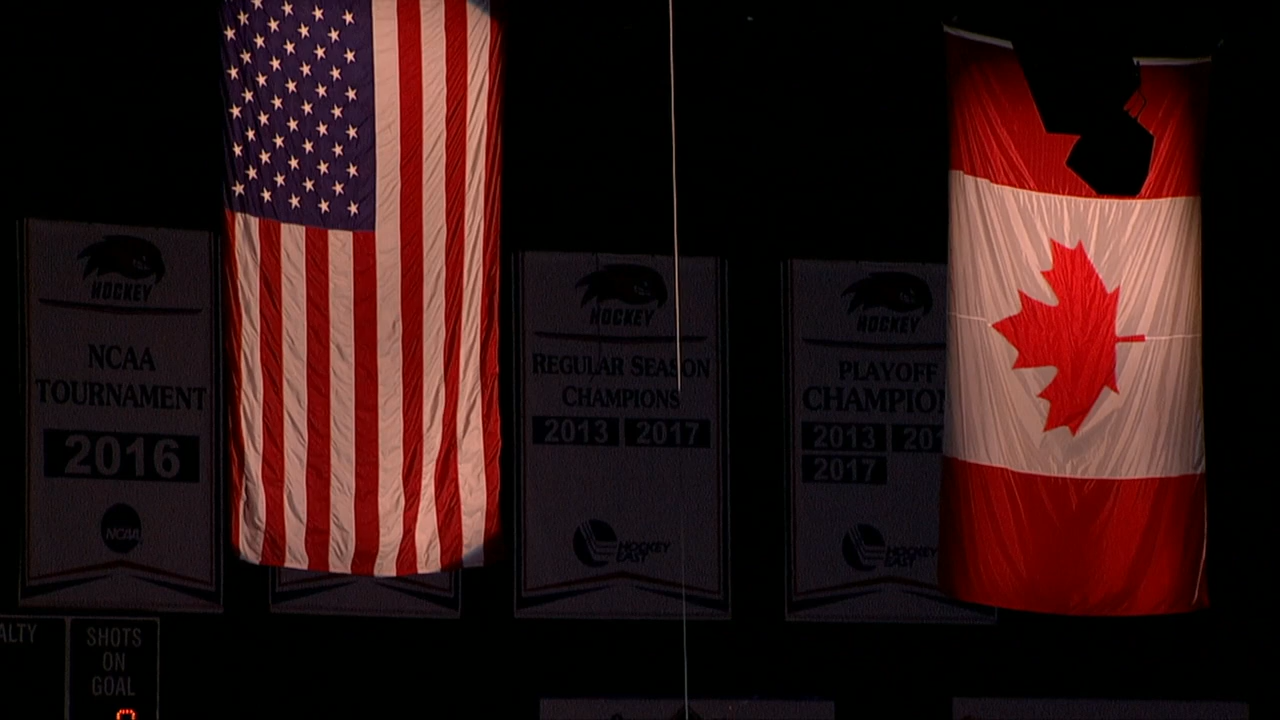 HOCKEY
NCAA
TOURNAMENT
2016
NCAA
HOCKEY
REGULAR SEASON
CHAMPIONS
2013 2017
HOCKEY
EAST
HOCKEY
PLAYOFF
CHAMPION
2013 201
2017
HOCKEY
EAST
ALTY
SHOTS
ON
GOAL